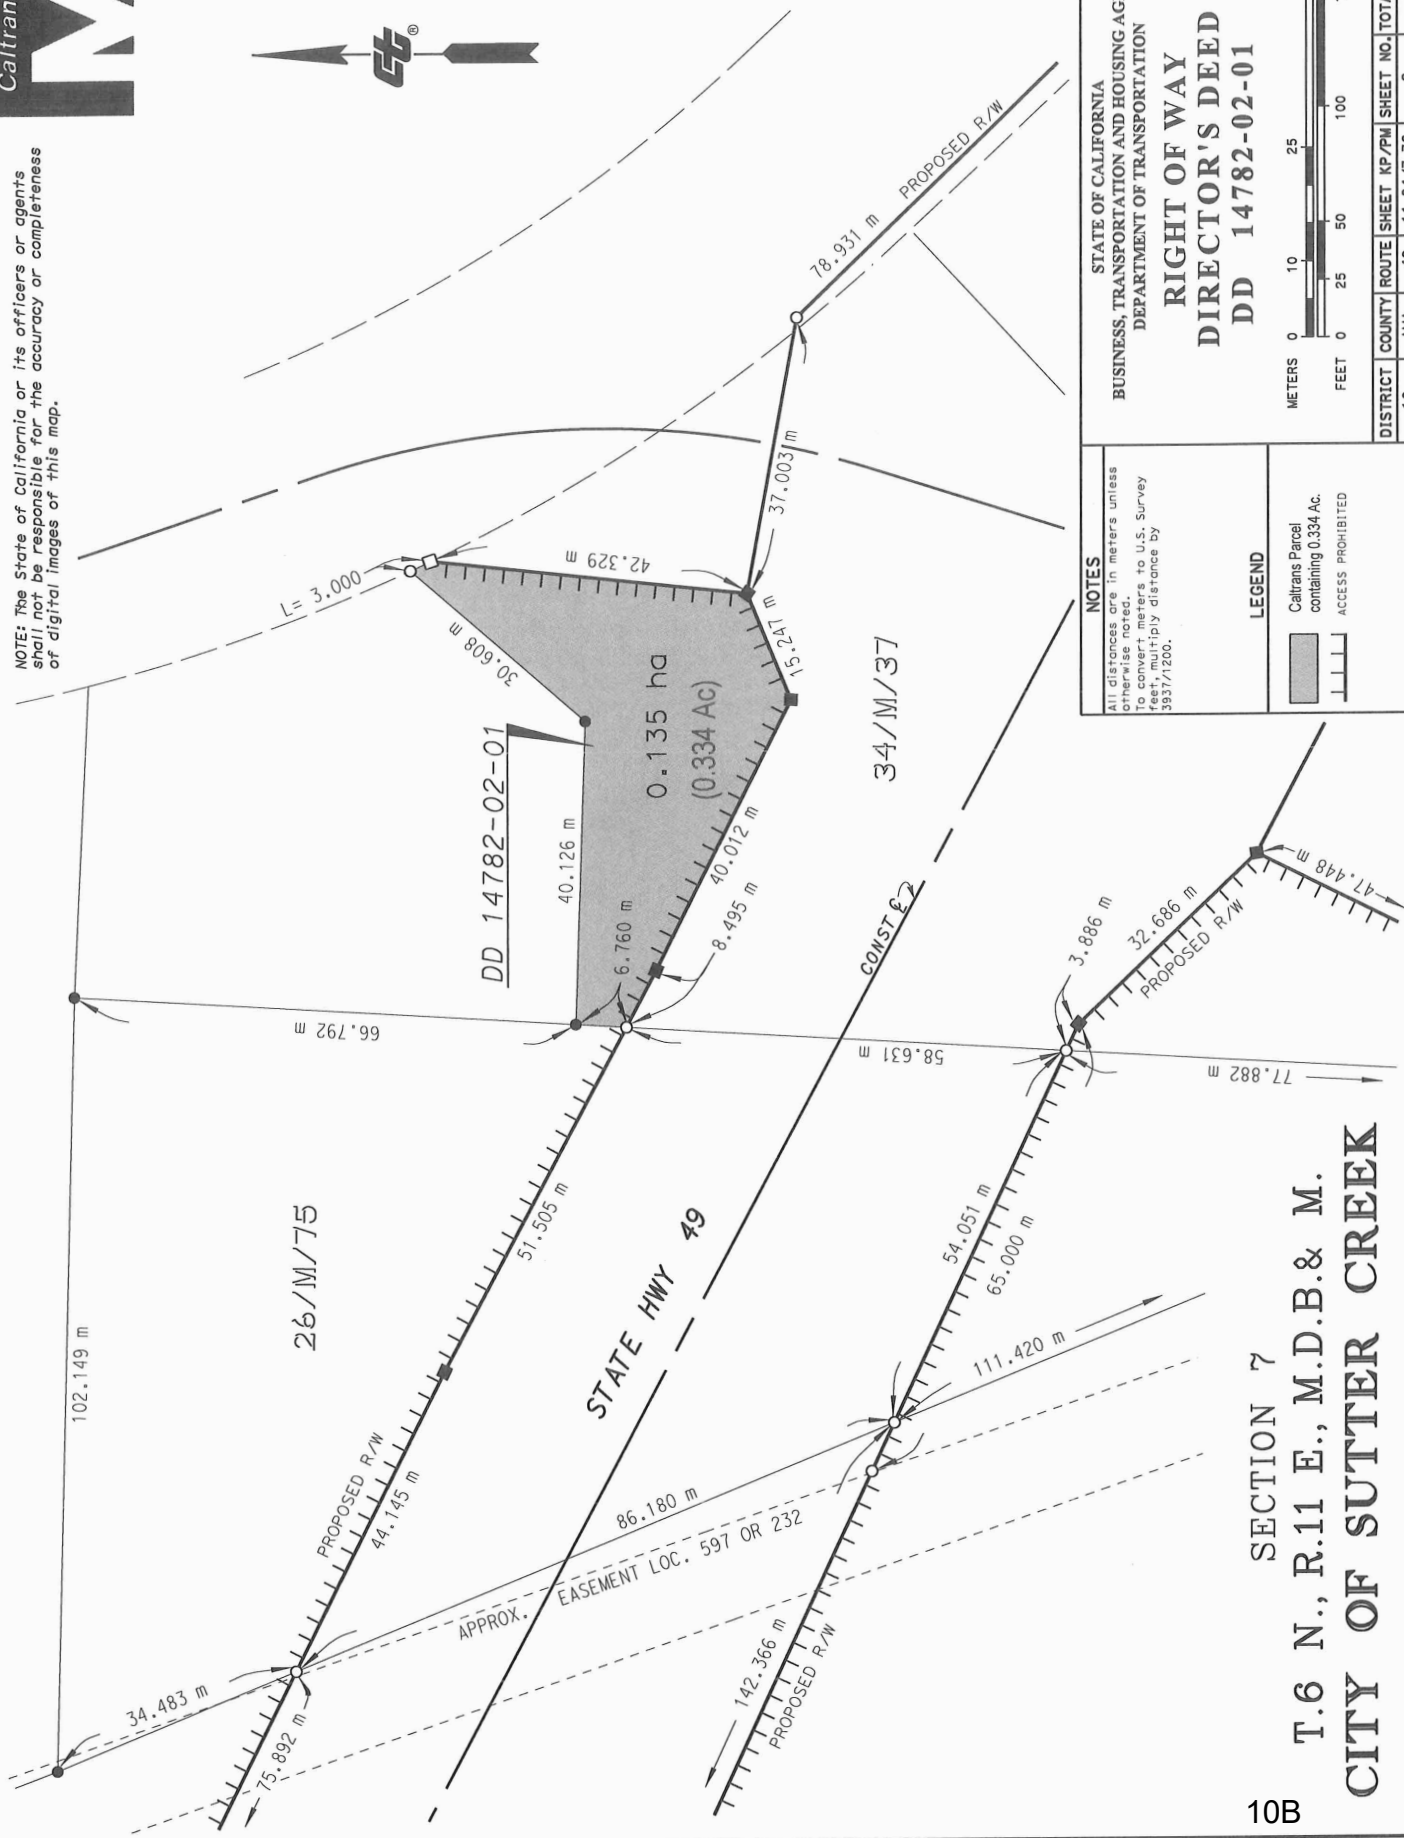 Caltran
NOTE: The State of California or its officers or agents
shall not be responsible for the accuracy or completeness
of digital images of this map.
®
L= 3.000
30.608 m
42.329 m
78.931 m
PROPOSED R/W
37.003 m
15.247 m
DD 14782-02-01
0.135 ha
(0.334 Ac)
40.126 m
6.760 m
40.012 m
8.495 m
34/M/37
CONST ℄
66.792 m
58.631 m
77.882 m
3.886 m
32.686 m
PROPOSED R/W
47.448 m
102.149 m
26/M/75
51.505 m
STATE HWY 49
PROPOSED R/W
44.145 m
54.051 m
65.000 m
111.420 m
86.180 m
APPROX. EASEMENT LOC. 597 OR 232
34.483 m
75.892 m
142.366 m
PROPOSED R/W
SECTION 7
T.6 N., R.11 E., M.D.B.& M.
CITY OF SUTTER CREEK
NOTES
All distances are in meters unless
otherwise noted.
To convert meters to U.S. Survey
feet, multiply distance by
3937/1200.
LEGEND
Caltrans Parcel
containing 0.334 Ac.
ACCESS PROHIBITED
STATE OF CALIFORNIA
BUSINESS, TRANSPORTATION AND HOUSING AG
DEPARTMENT OF TRANSPORTATION
RIGHT OF WAY
DIRECTOR'S DEED
DD 14782-02-01
METERS 0 10 25
FEET 0 25 50 100
DISTRICT COUNTY ROUTE SHEET KP/PM SHEET NO. TOTA
10B